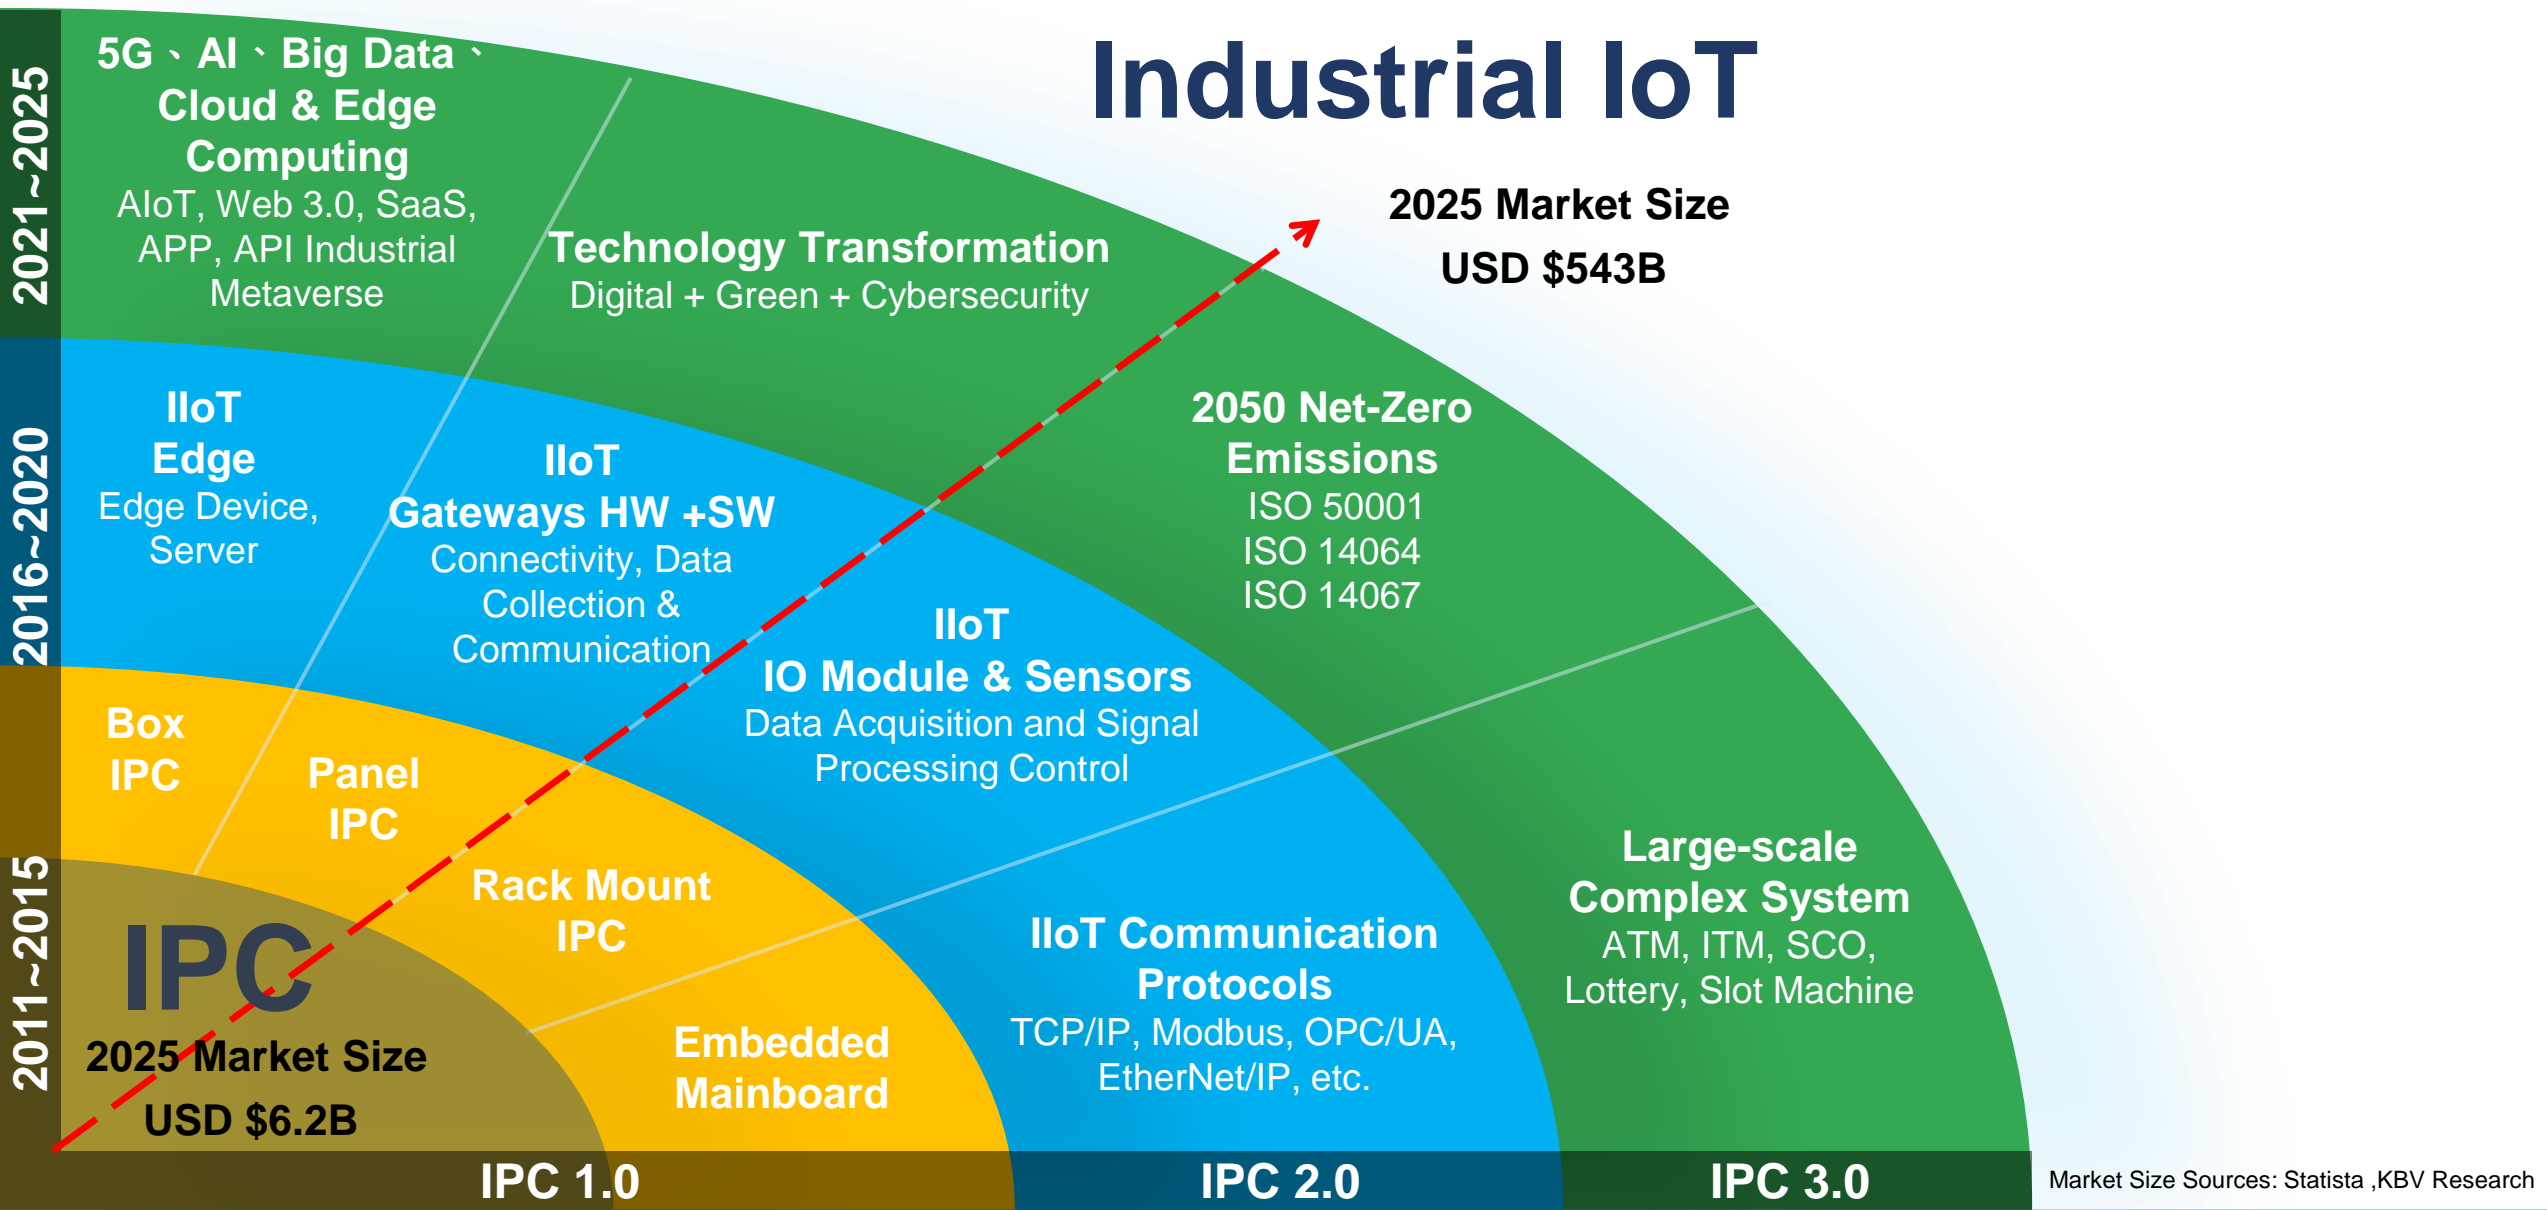 Industrial IoT
2025 Market Size
USD $543B
2021~2025
5G、AI、Big Data、
Cloud & Edge
Computing
AIoT, Web 3.0, SaaS,
APP, API Industrial
Metaverse
Technology Transformation
Digital + Green + Cybersecurity
2050 Net-Zero
Emissions
ISO 50001
ISO 14064
ISO 14067
Large-scale
Complex System
ATM, ITM, SCO,
Lottery, Slot Machine
2016~2020
IIoT
Edge
Edge Device,
Server
IIoT
Gateways HW +SW
Connectivity, Data
Collection &
Communication
IIoT
IO Module & Sensors
Data Acquisition and Signal
Processing Control
IIoT Communication
Protocols
TCP/IP, Modbus, OPC/UA,
EtherNet/IP, etc.
2011~2015
Box
IPC
Panel
IPC
Rack Mount
IPC
Embedded
Mainboard
IPC
2025 Market Size
USD $6.2B
IPC 1.0
IPC 2.0
IPC 3.0
Market Size Sources: Statista ,KBV Research